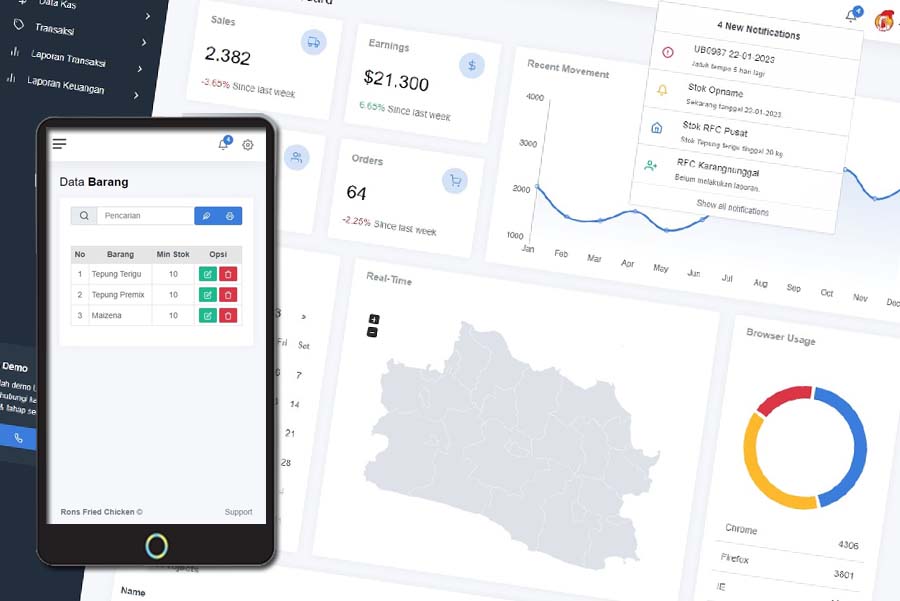 Data Kas
Transaksi
Laporan Transaksi
Laporan Keuangan
Sales
2.382
-3.65% Since last week
Earnings
$21,300
6.65% Since last week
Orders
64
-2.25% Since last week
Recent Movement
4000
3000
2000
1000
Jan Feb Mar Apr May Jun Jul Aug Sep Oct Nov Dec
4
4 New Notifications
UB0987 22-01-2023
Jatuh tempo 5 hari lagi
Stok Opname
Sekarang tanggal 22-01-2023
Stok RFC Pusat
Stok Tepung terigu tinggal 20 kg
RFC Karangnunggal
Belum melakukan laporan.
Show all notifications
4
Data Barang
Pencarian
No Barang Min Stok Opsi
1 Tepung Terigu 10
2 Tepung Premix 10
3 Maizena 10
Rons Fried Chicken © Support
Demo
Real-Time
+
-
3 >
Fri Sat
6 7
14
21
28
Browser Usage
Chrome 4306
Firefox 3801
IE
Name